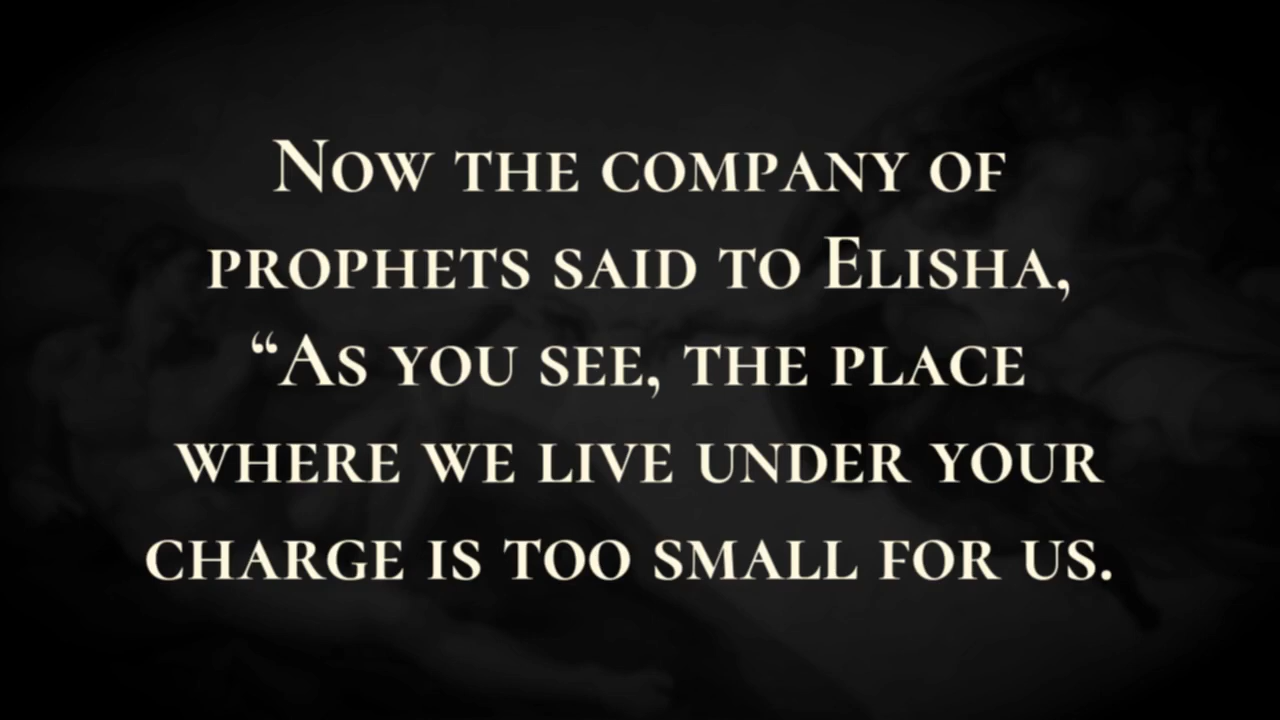 Now the company of
prophets said to Elisha,
“As you see, the place
where we live under your
charge is too small for us.